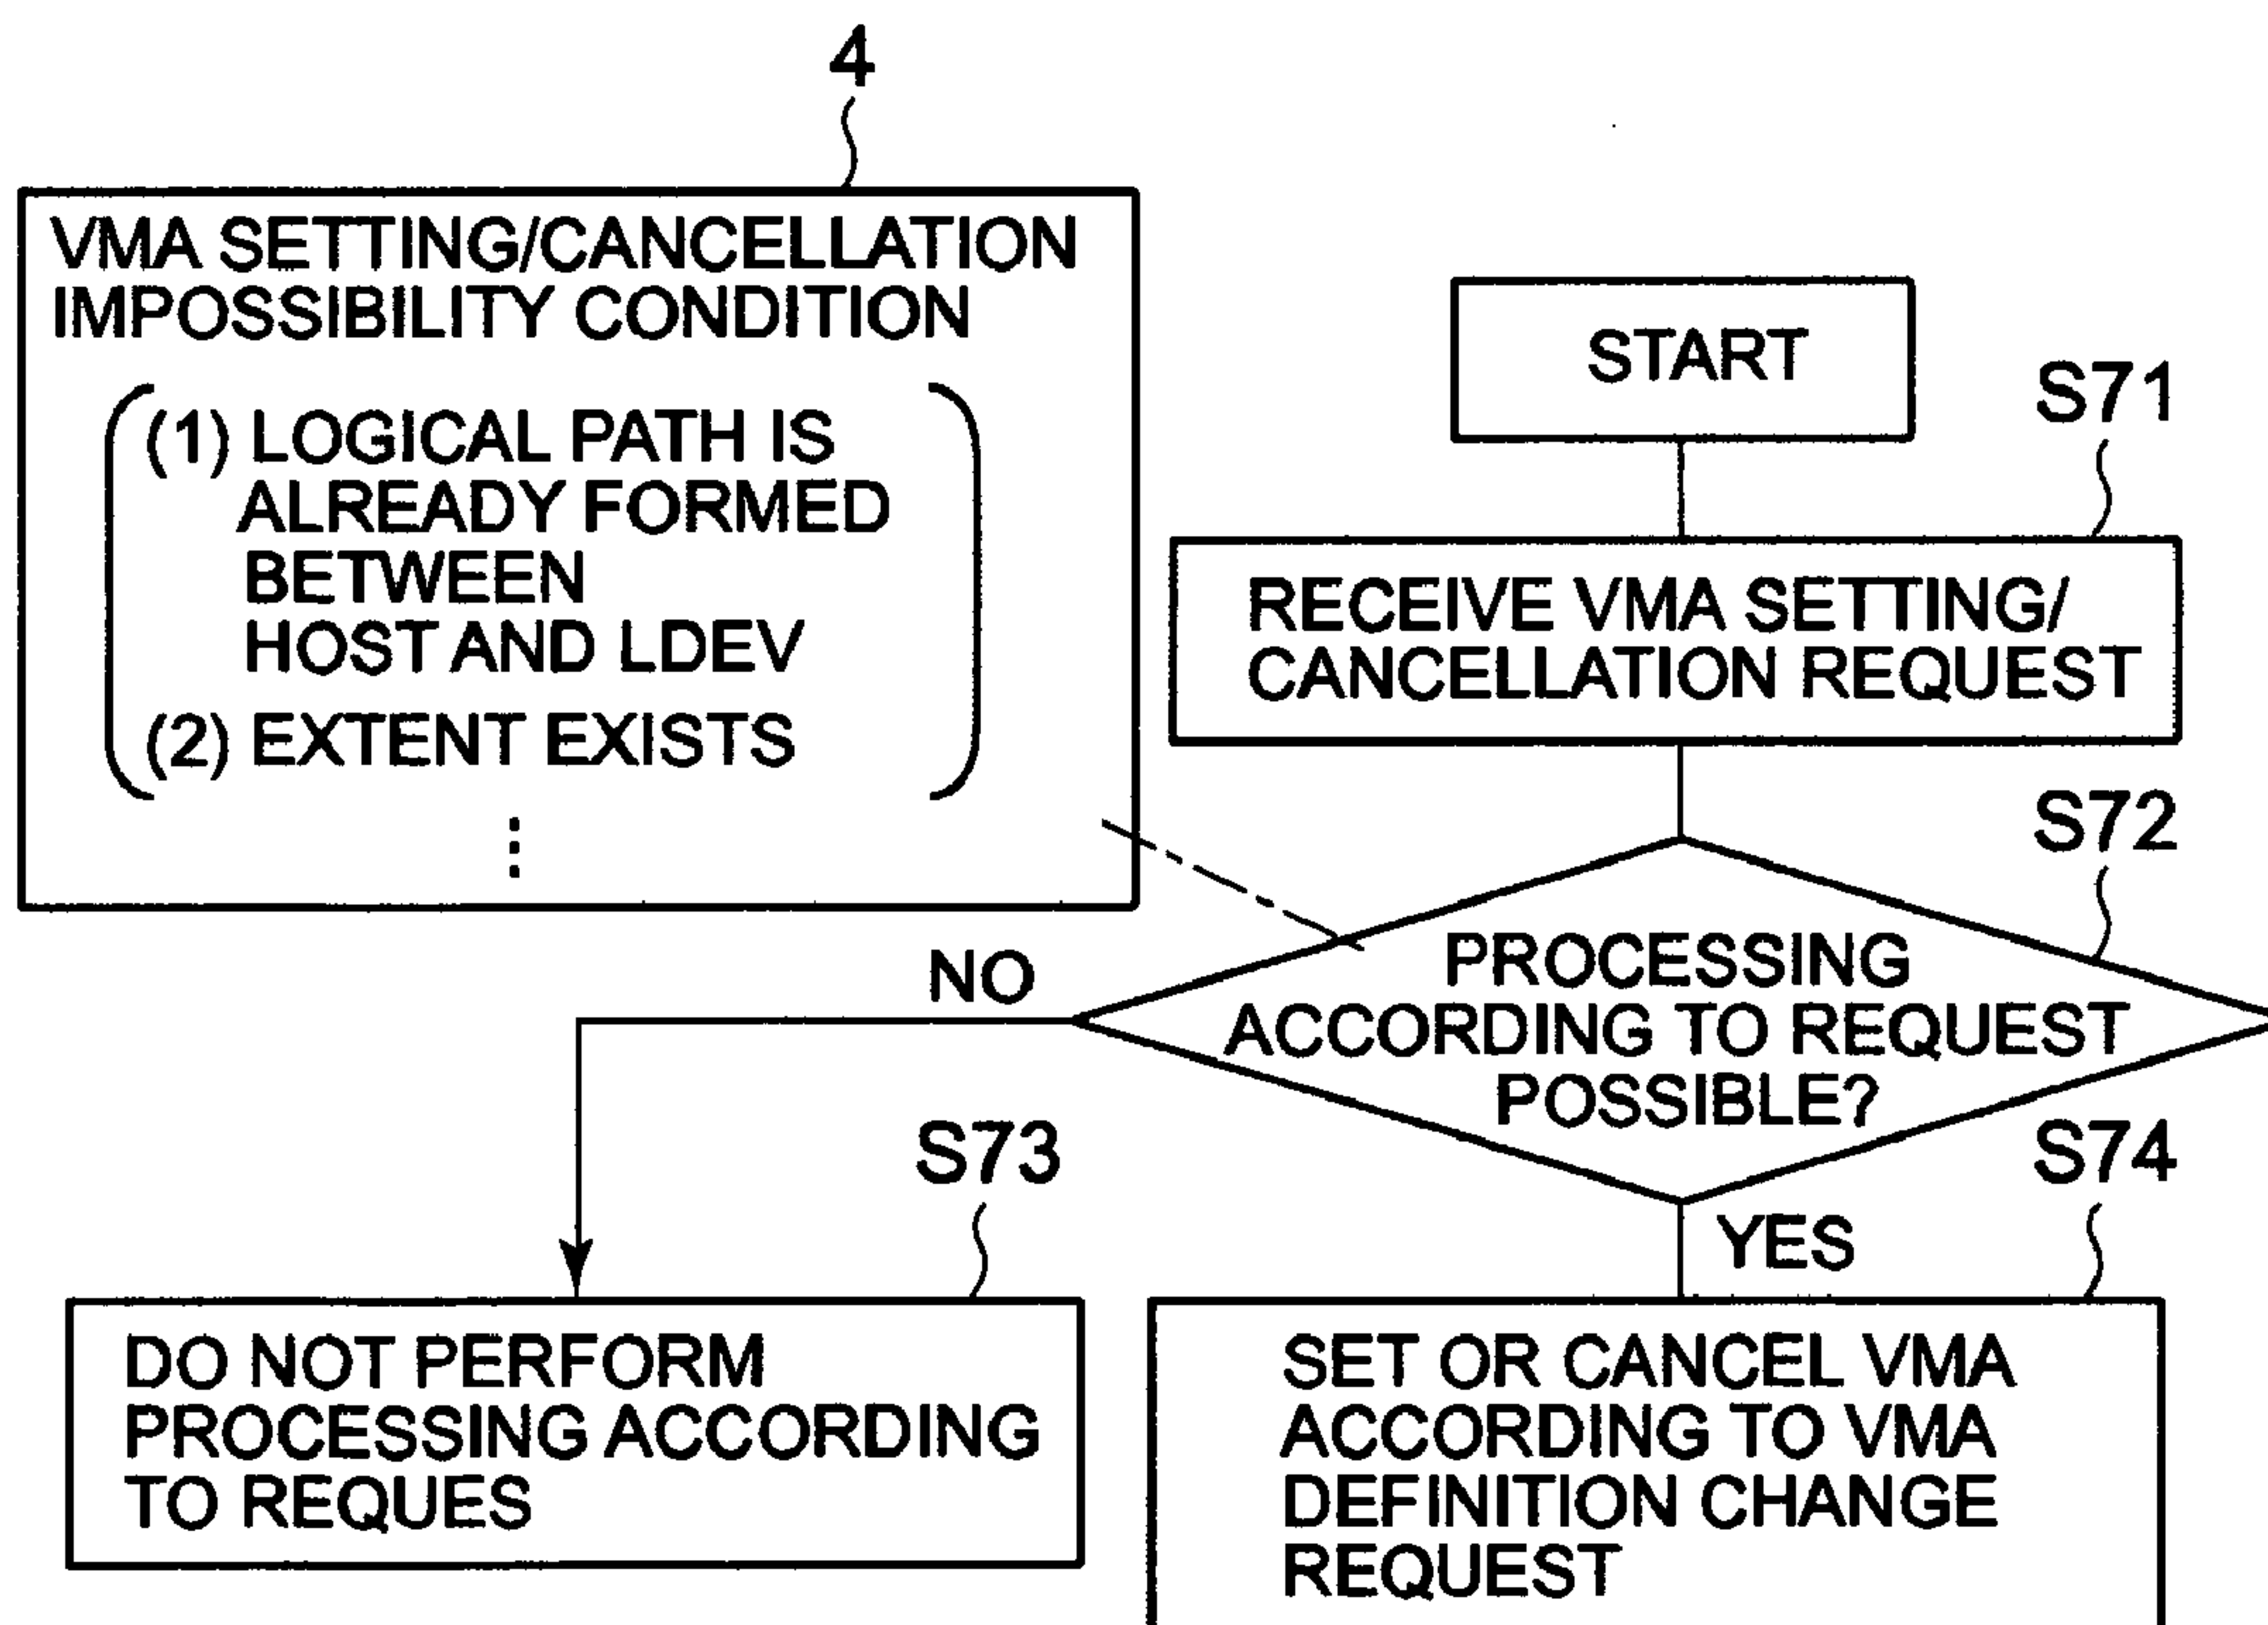 4
VMA SETTING/CANCELLATION
IMPOSSIBILITY CONDITION
(1) LOGICAL PATH IS
ALREADY FORMED
BETWEEN
HOST AND LDEV
(2) EXTENT EXISTS
START
S71
RECEIVE VMA SETTING/
CANCELLATION REQUEST
S72
PROCESSING
ACCORDING TO REQUEST
POSSIBLE?
NO
YES
S73
DO NOT PERFORM
PROCESSING ACCORDING
TO REQUES
S74
SET OR CANCEL VMA
ACCORDING TO VMA
DEFINITION CHANGE
REQUEST